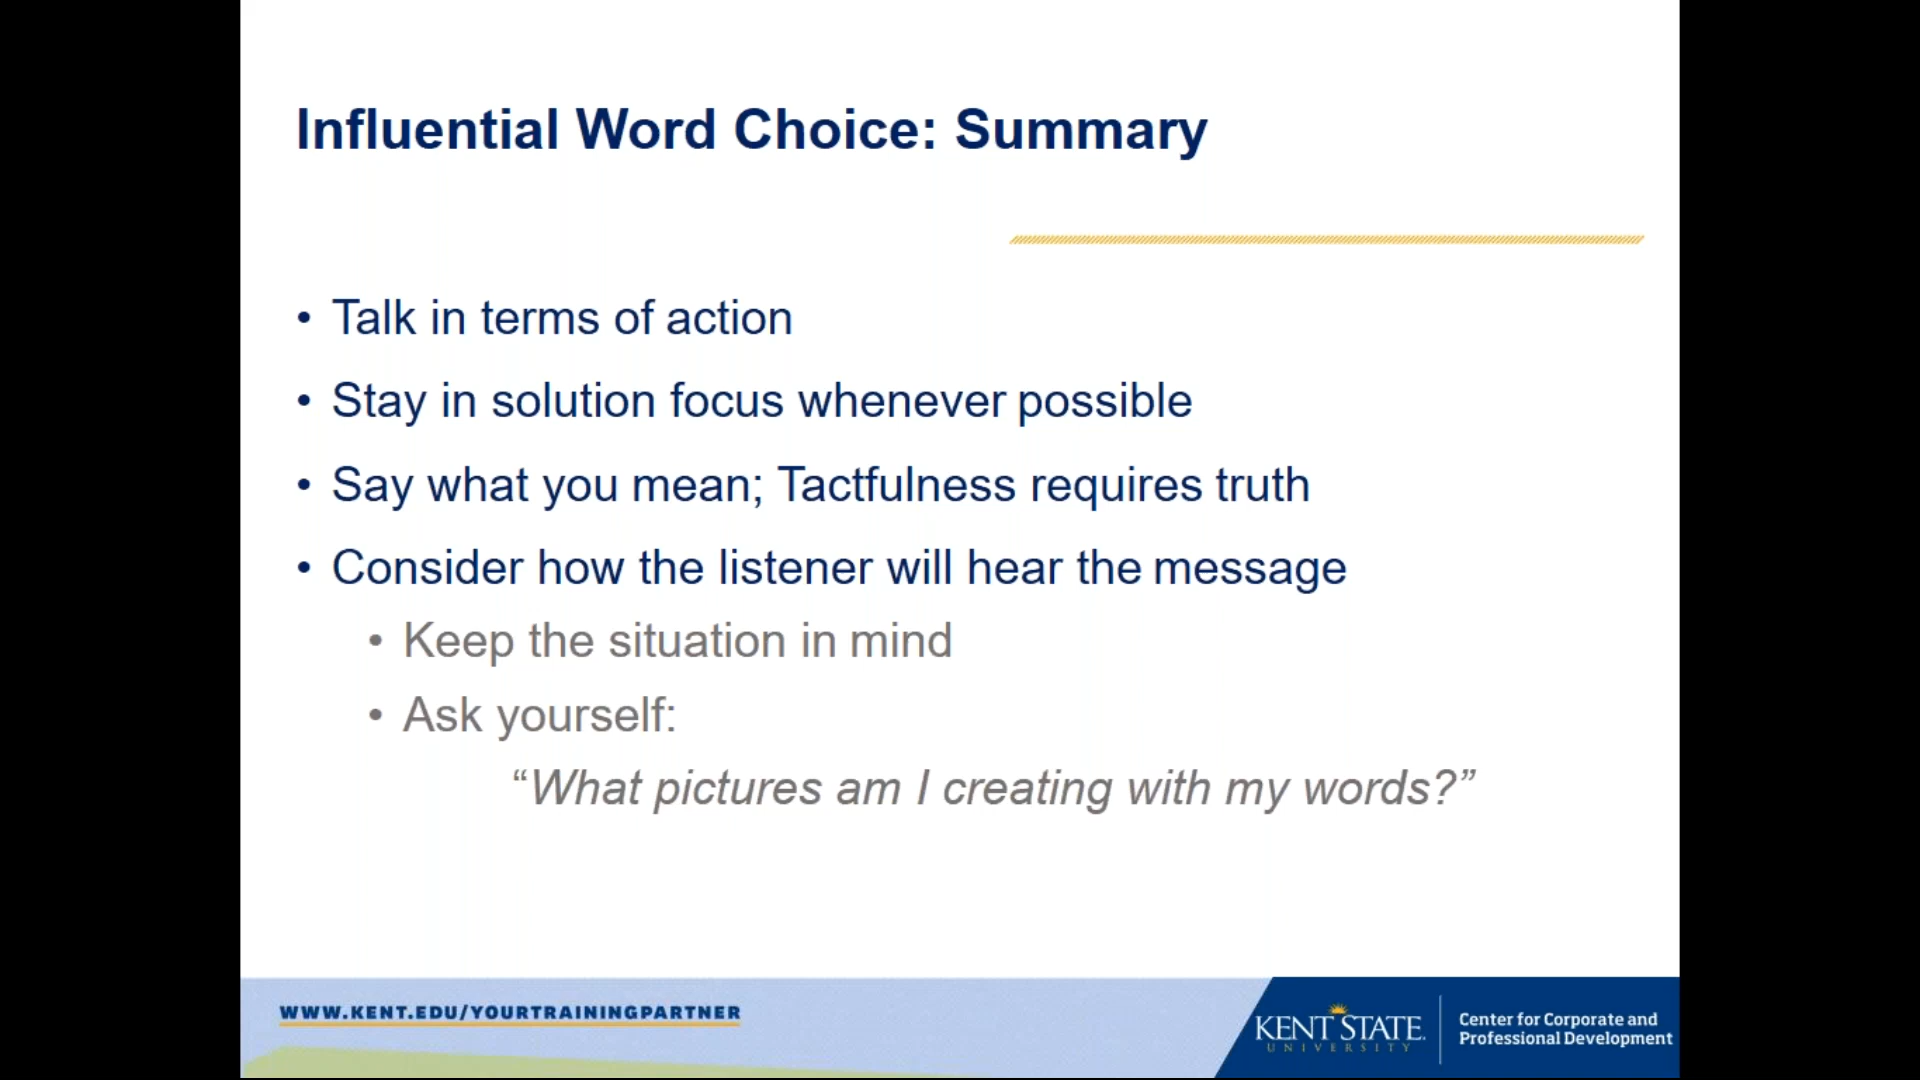 Influential Word Choice: Summary
• Talk in terms of action
• Stay in solution focus whenever possible
• Say what you mean; Tactfulness requires truth
• Consider how the listener will hear the message
• Keep the situation in mind
• Ask yourself:
“What pictures am I creating with my words?”
WWW.KENT.EDU/YOURTRAININGPARTNER
KENT STATE
UNIVERSITY
Center for Corporate and
Professional Development